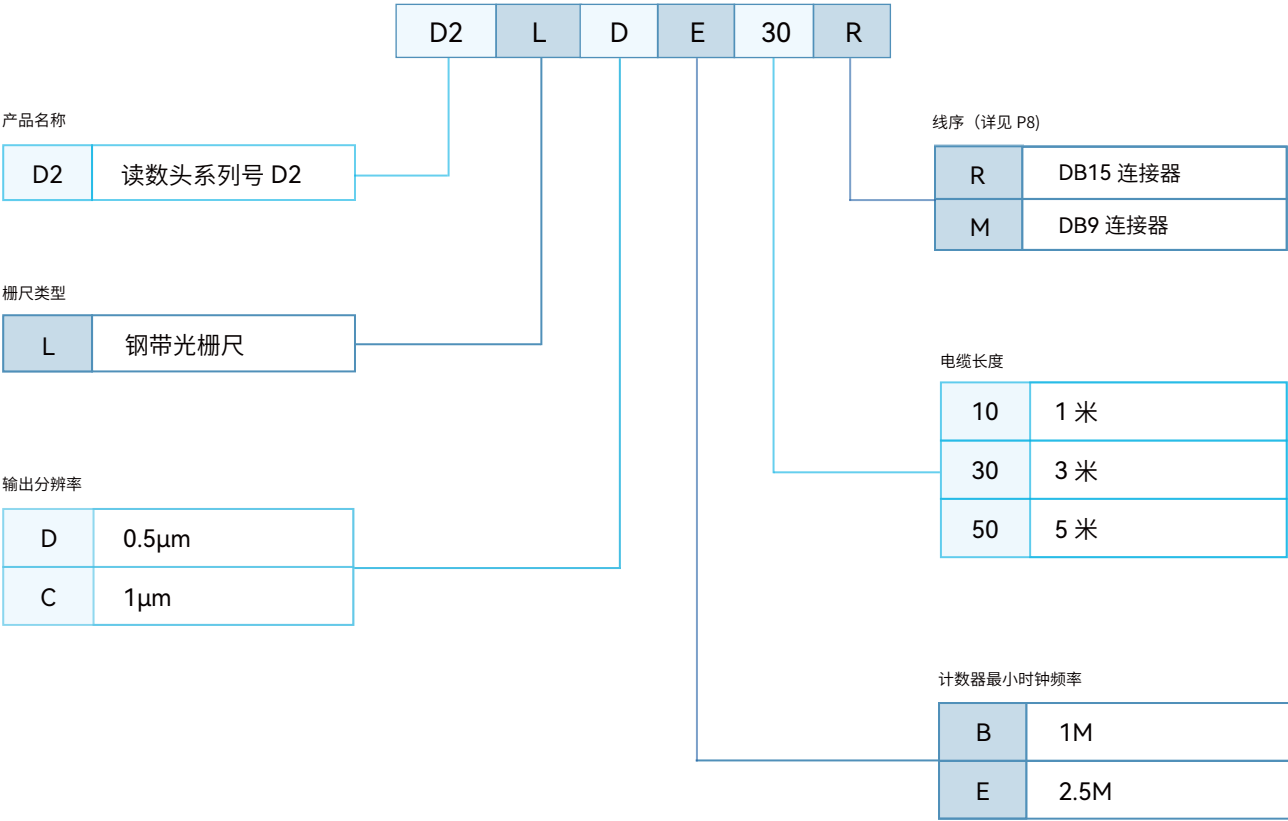 D2 L D E 30 R
产品名称
D2 读数头系列号 D2
栅尺类型
L 钢带光栅尺
输出分辨率
D 0.5μm
C 1μm
线序（详见 P8)
R DB15 连接器
M DB9 连接器
电缆长度
10 1 米
30 3 米
50 5 米
计数器最小时钟频率
B 1M
E 2.5M